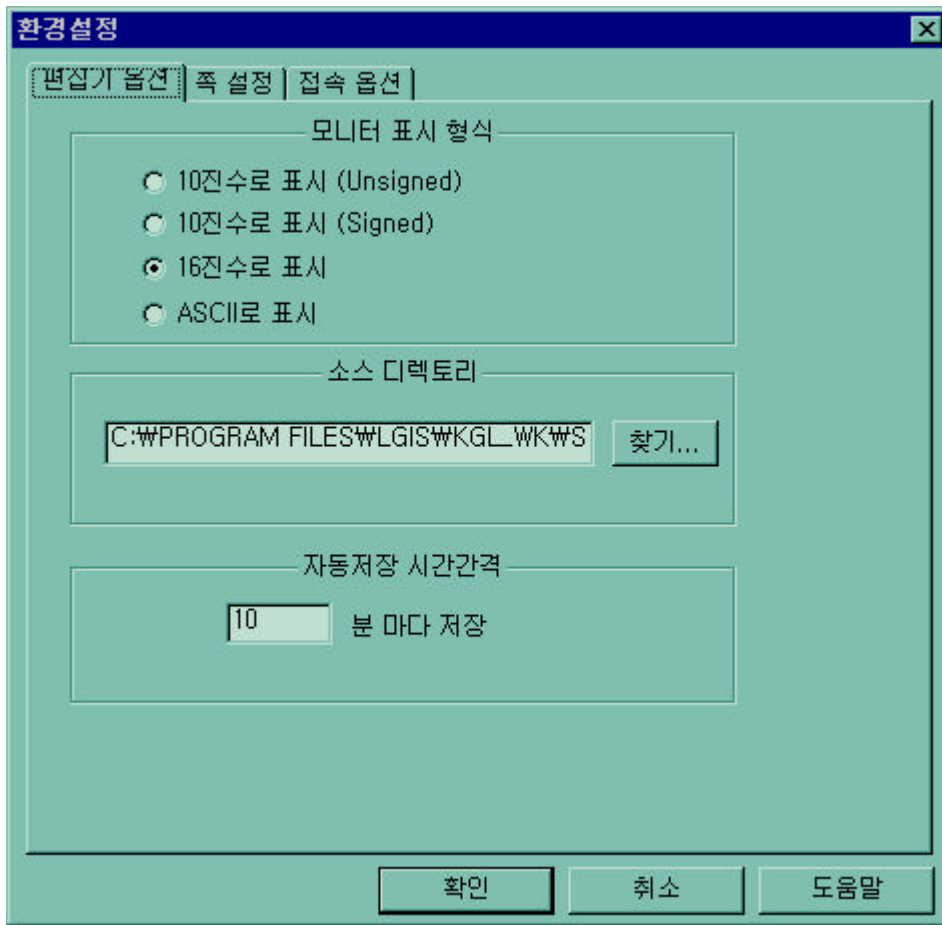 환경설정
편집기 옵션 쪽 설정 접속 옵션
모니터 표시 형식
10진수로 표시 (Unsigned)
10진수로 표시 (Signed)
16진수로 표시
ASCII로 표시
소스 디렉토리
C:₩PROGRAM FILES₩LGIS₩KGL_WK₩S 찾기...
자동저장 시간간격
10 분 마다 저장
확인 취소 도움말